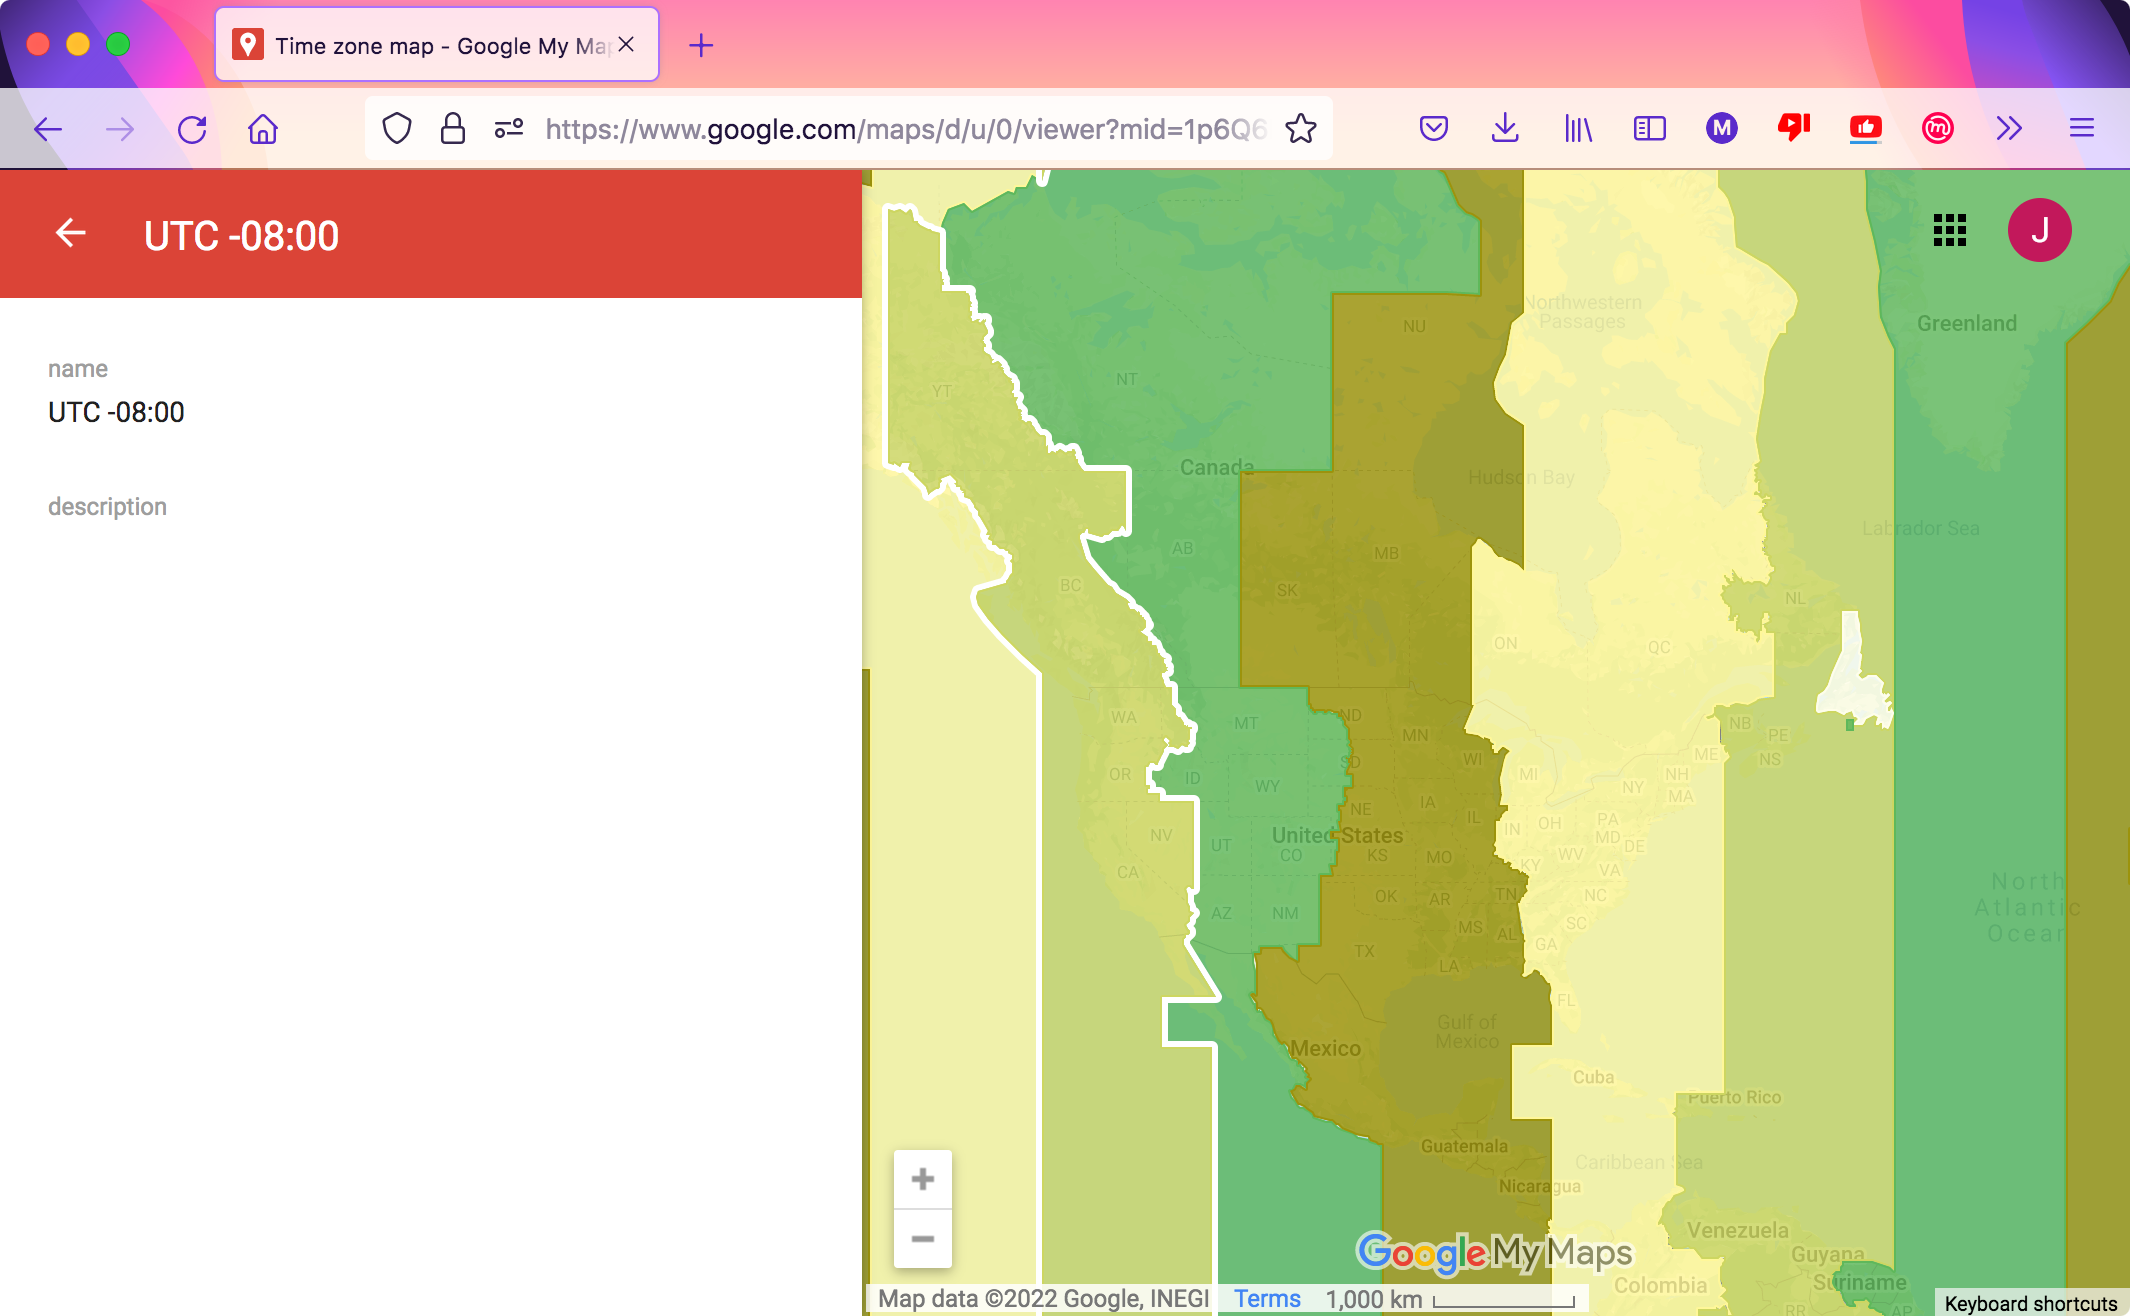 Time zone map - Google My Map
https://www.google.com/maps/d/u/0/viewer?mid=1p6Q6
M
UTC -08:00
J
name
UTC -08:00
description
Northwestern
Passages
NU
Greenland
NT
YT
Canada
Hudson Bay
Labrador Sea
AB
MB
BC
SK
NL
ON
QC
WA
MT
ND
MN
NB
PE
ME
NS
OR
ID
SD
WI
MI
NH
WY
NY
MA
NE
IA
IL
IN
OH
PA
MD
DE
NV
UT
United States
CO
KS
MO
KY
WV
VA
CA
OK
AR
TN
NC
North
Atlantic
Ocean
AZ
NM
MS
AL
SC
GA
TX
LA
FL
Gulf of
Mexico
Mexico
Cuba
Puerto Rico
Guatemala
Caribbean Sea
Nicaragua
Venezuela
Guyana
Suriname
Colombia
RR
AP
+
−
Google My Maps
Map data ©2022 Google, INEGI Terms 1,000 km
Keyboard shortcuts